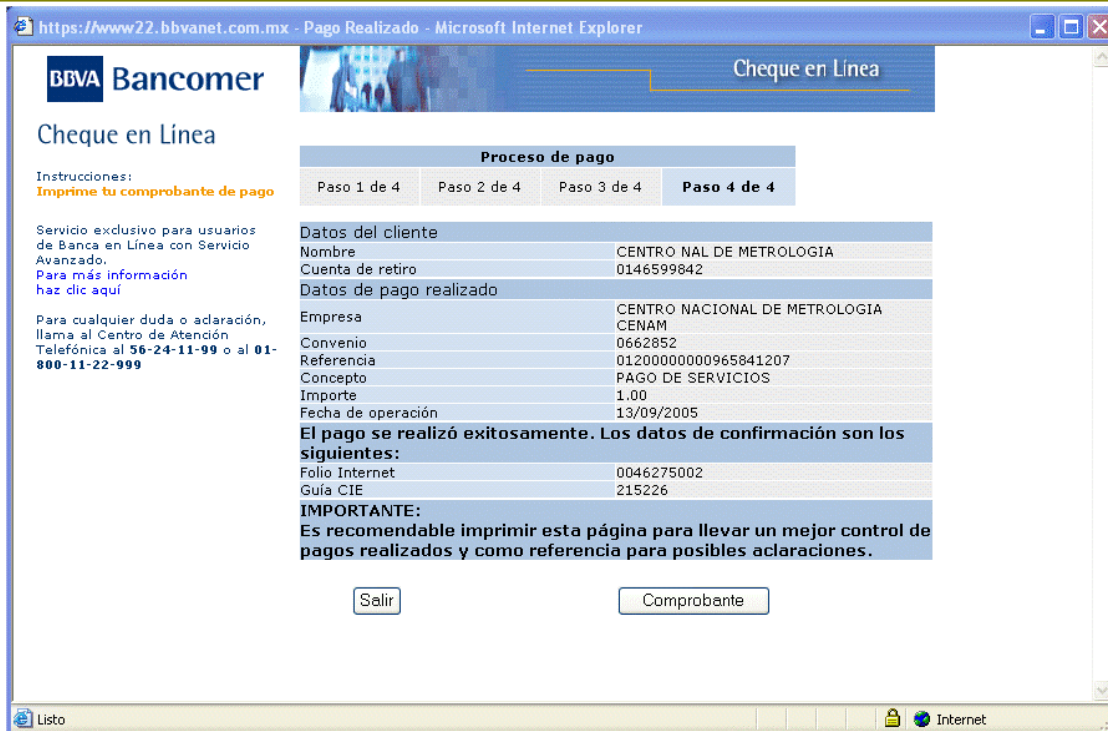 https://www22.bbvanet.com.mx - Pago Realizado - Microsoft Internet Explorer
BBVA Bancomer
Cheque en Línea
Cheque en Línea
Instrucciones:
Imprime tu comprobante de pago
Servicio exclusivo para usuarios
de Banca en Línea con Servicio
Avanzado.
Para más información
haz clic aquí
Para cualquier duda o aclaración,
llama al Centro de Atención
Telefónica al 56-24-11-99 o al 01-
800-11-22-999
Proceso de pago
Paso 1 de 4 Paso 2 de 4 Paso 3 de 4 Paso 4 de 4
Datos del cliente
Nombre CENTRO NAL DE METROLOGIA
Cuenta de retiro 0146599842
Datos de pago realizado
Empresa CENTRO NACIONAL DE METROLOGIA
CENAM
Convenio 0662852
Referencia 01200000000965841207
Concepto PAGO DE SERVICIOS
Importe 1.00
Fecha de operación 13/09/2005
El pago se realizó exitosamente. Los datos de confirmación son los
siguientes:
Folio Internet 0046275002
Guía CIE 215226
IMPORTANTE:
Es recomendable imprimir esta página para llevar un mejor control de
pagos realizados y como referencia para posibles aclaraciones.
Salir Comprobante
Listo Internet